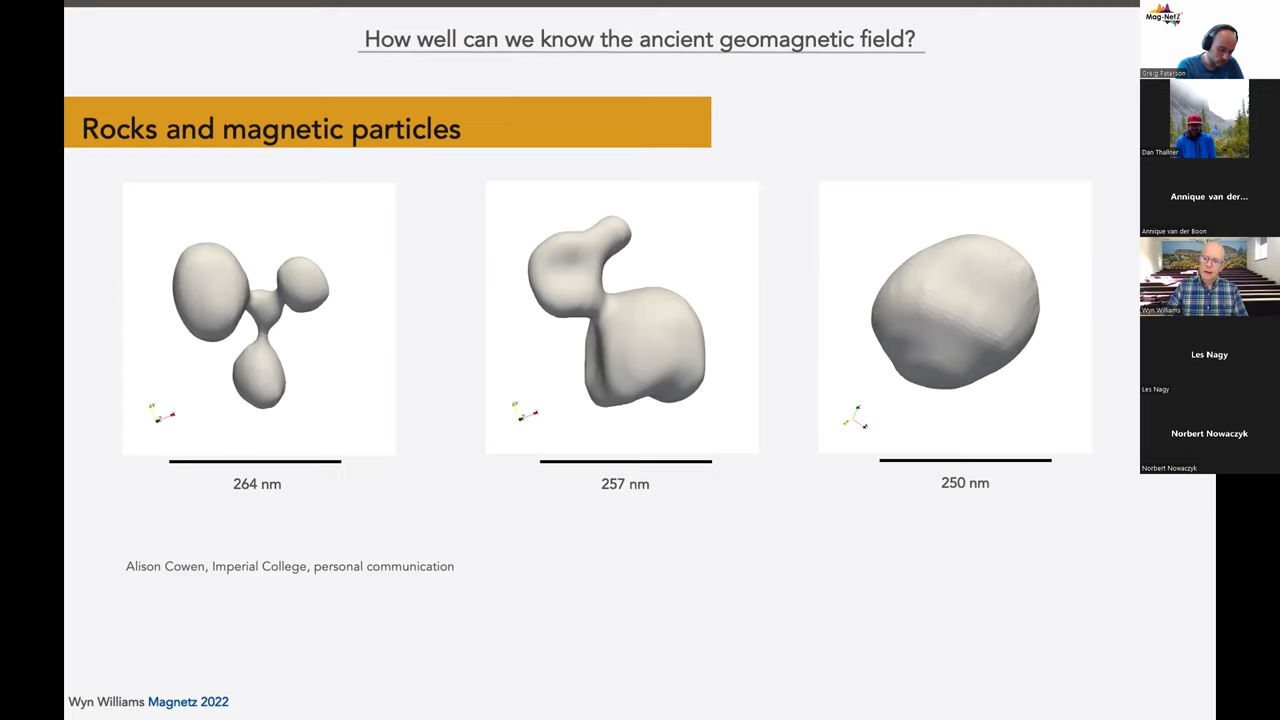 How well can we know the ancient geomagnetic field?
Rocks and magnetic particles
264 nm
257 nm
250 nm
Alison Cowen, Imperial College, personal communication
Wyn Williams Magnetz 2022
Mag-NetZ
Greig Paterson
Dan Thallner
Annique van der...
Annique van der Boon
Wyn Williams
Les Nagy
Les Nagy
Norbert Nowaczyk
Norbert Nowaczyk